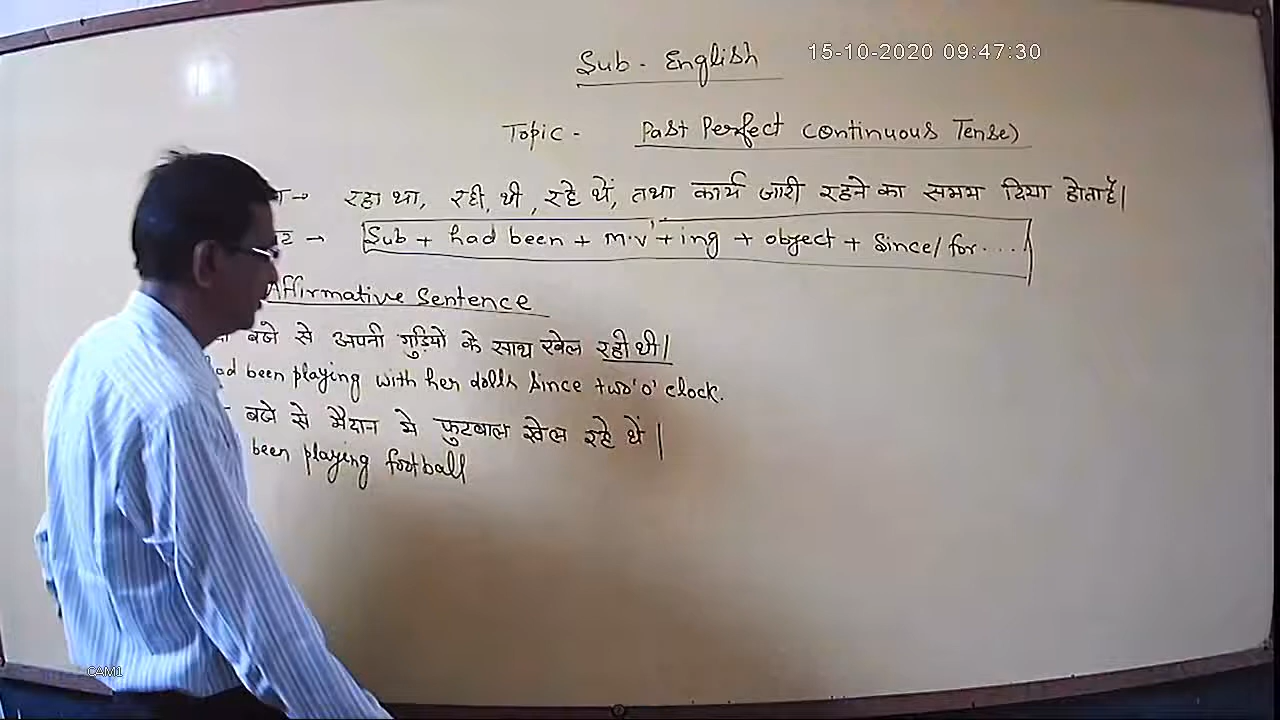 Sub - English 15-10-2020 09:47:30
Topic - Past Perfect Continuous Tense)
→ रहा था, रही, थी, रहे थें, तथा कार्य जारी रहने का समय दिया होता हैं।
→ Sub + had been + m.v¹ + ing + object + Since/ for....
Affirmative Sentence
बजे से अपनी गुड़ियों के साथ खेल रही थी।
been playing with her dolls since two 'o' clock.
बजे से मैदान मे फुटबाल खेल रहे थें।
been playing football
CAM1